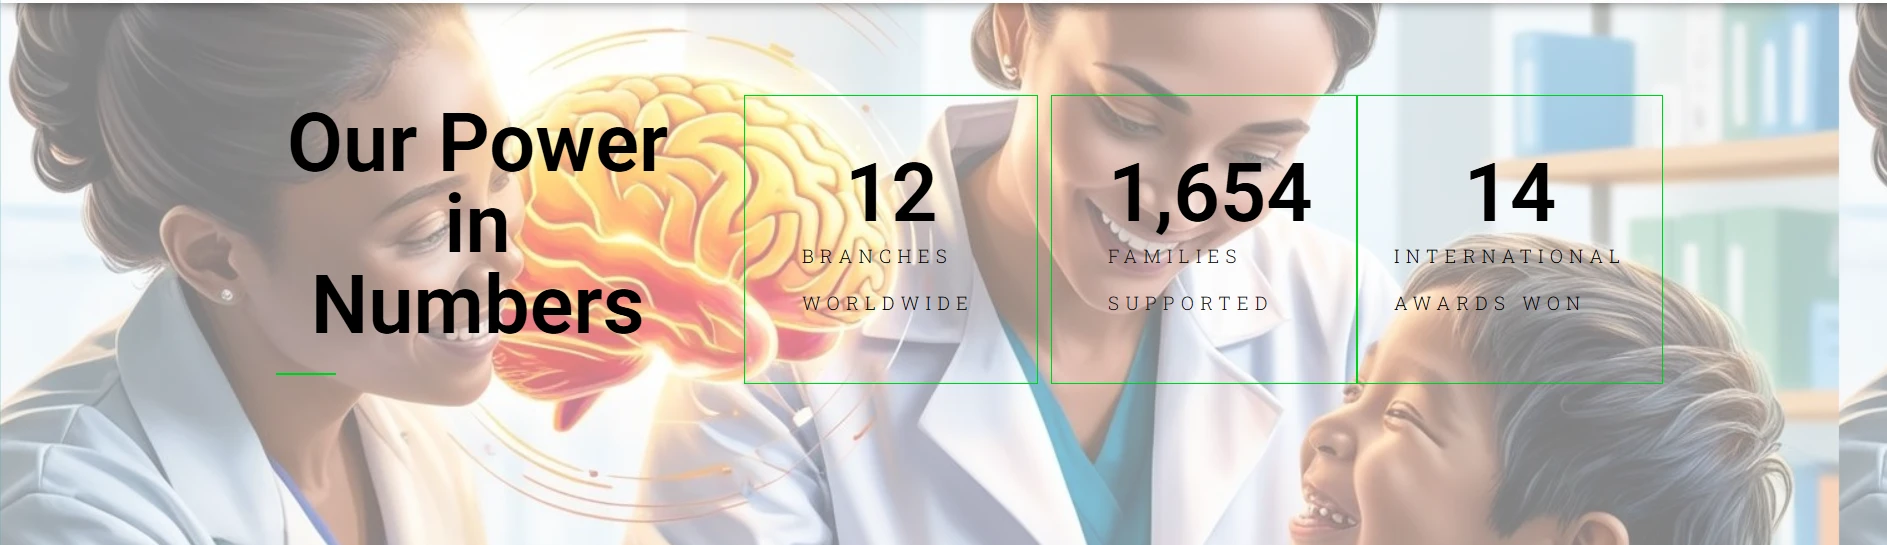 Our Power
in
Numbers
12
BRANCHES
WORLDWIDE
1,654
FAMILIES
SUPPORTED
14
INTERNATIONAL
AWARDS WON